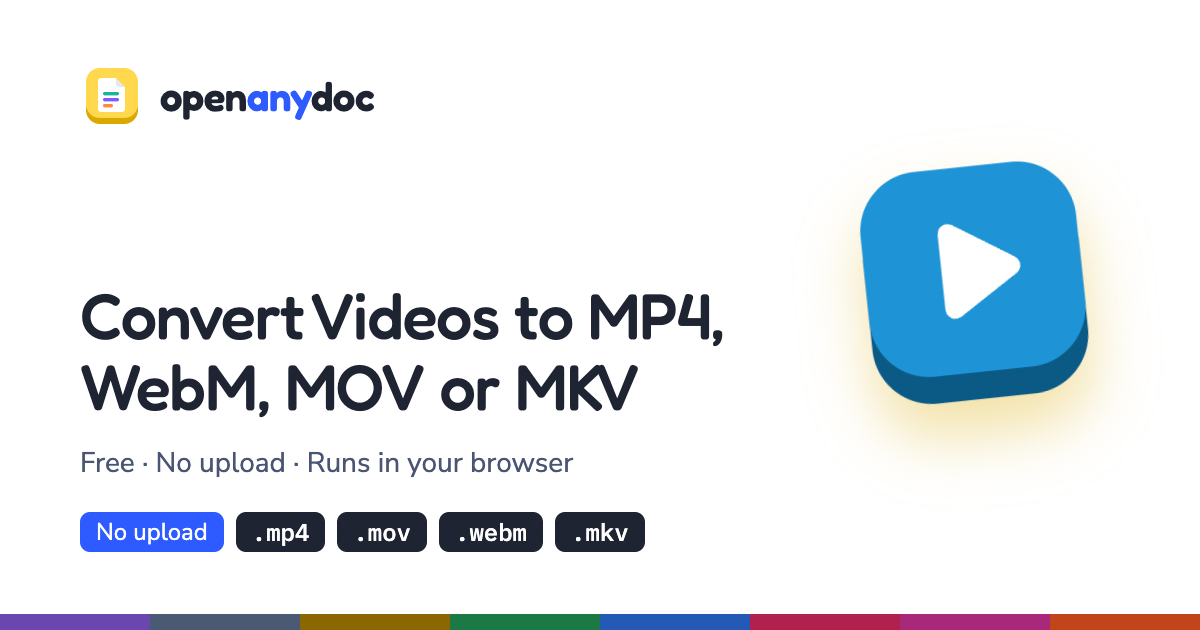 openanydoc
Convert Videos to MP4,
WebM, MOV or MKV
Free · No upload · Runs in your browser
No upload .mp4 .mov .webm .mkv